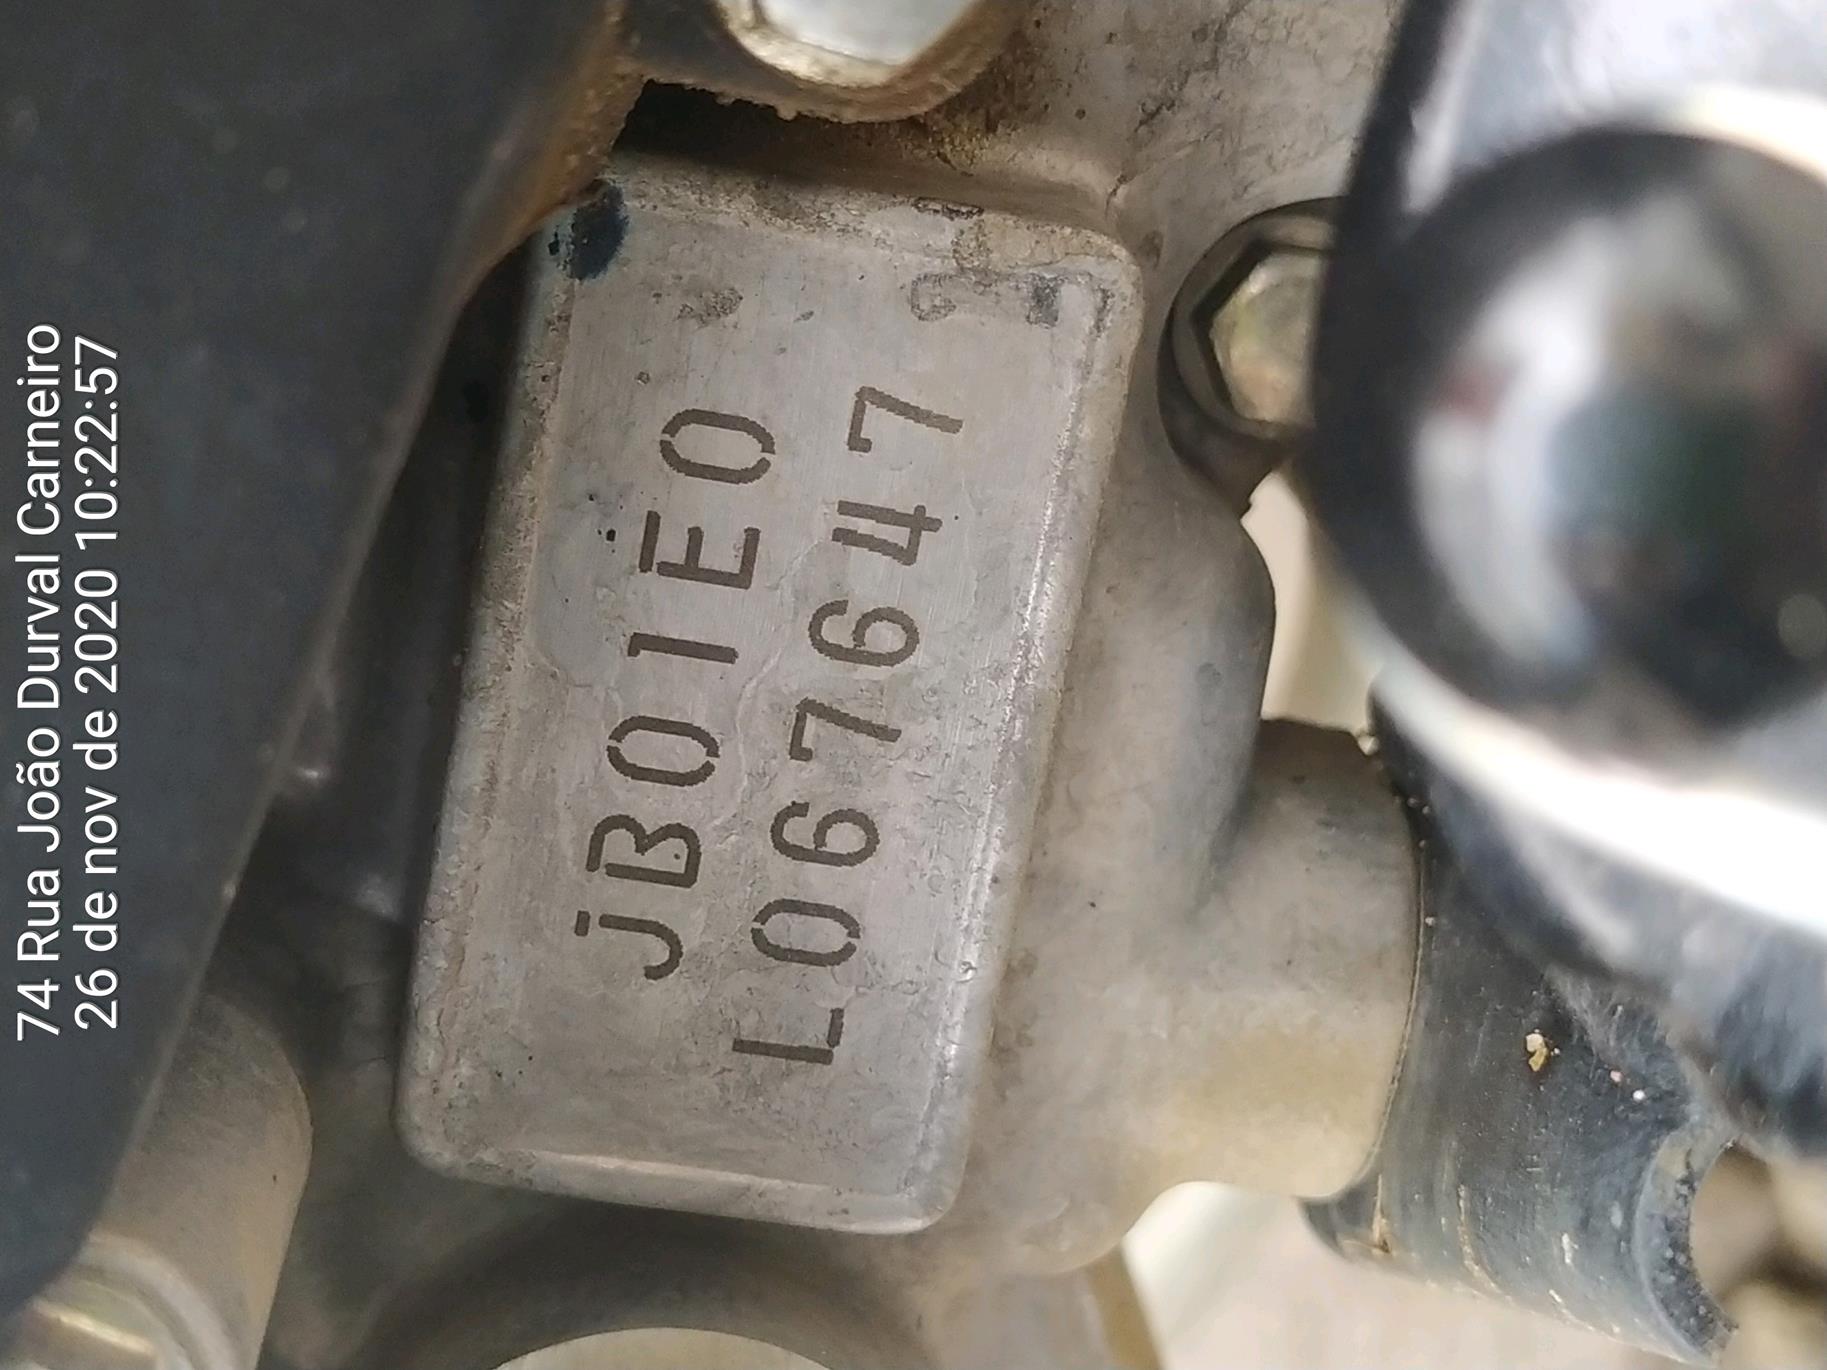 74 Rua João Durval Carneiro
26 de nov de 2020 10:22:57
JB01E0
L067647